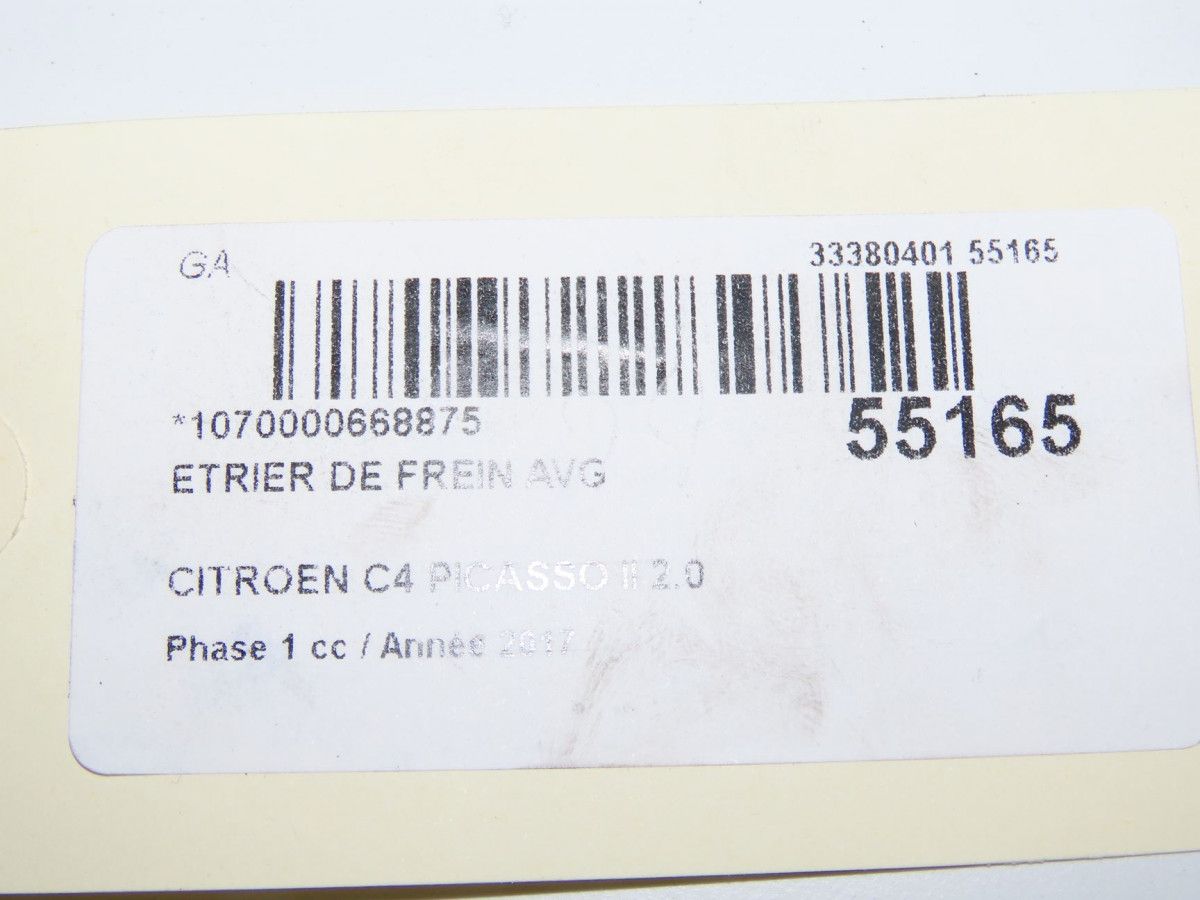 GA
33380401 55165
*1070000668875
55165
ETRIER DE FREIN AVG
CITROEN C4 PICASSO II 2.0
Phase 1 cc / Année 2017